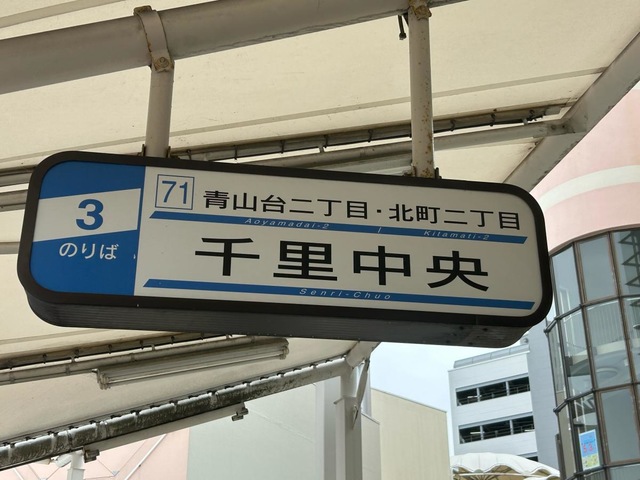 3
のりば
71 青山台二丁目・北町二丁目
Aoyamadai-2 Kitamati-2
千里中央
Senri-Chuo